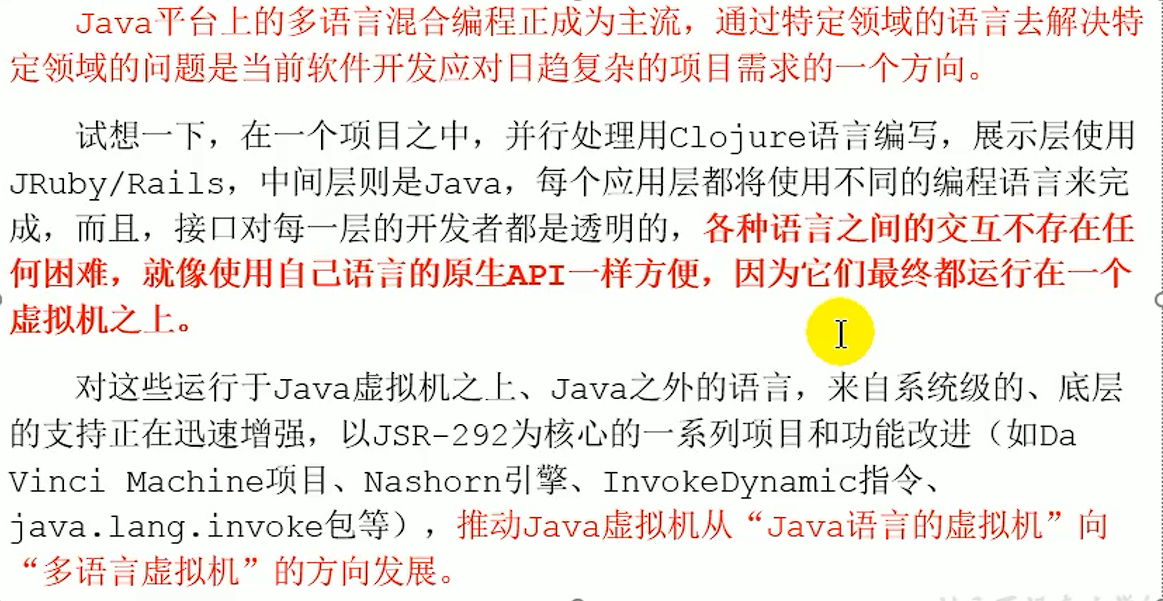 Java平台上的多语言混合编程正成为主流，通过特定领域的语言去解决特
定领域的问题是当前软件开发应对日趋复杂的项目需求的一个方向。
试想一下，在一个项目之中，并行处理用Clojure语言编写，展示层使用
JRuby/Rails，中间层则是Java，每个应用层都将使用不同的编程语言来完
成，而且，接口对每一层的开发者都是透明的，各种语言之间的交互不存在任
何困难，就像使用自己语言的原生API一样方便，因为它们最终都运行在一个
虚拟机之上。
对这些运行于Java虚拟机之上、Java之外的语言，来自系统级的、底层
的支持正在迅速增强，以JSR-292为核心的一系列项目和功能改进（如Da
Vinci Machine项目、Nashorn引擎、InvokeDynamic指令、
java.lang.invoke包等），推动Java虚拟机从“Java语言的虚拟机”向
“多语言虚拟机”的方向发展。